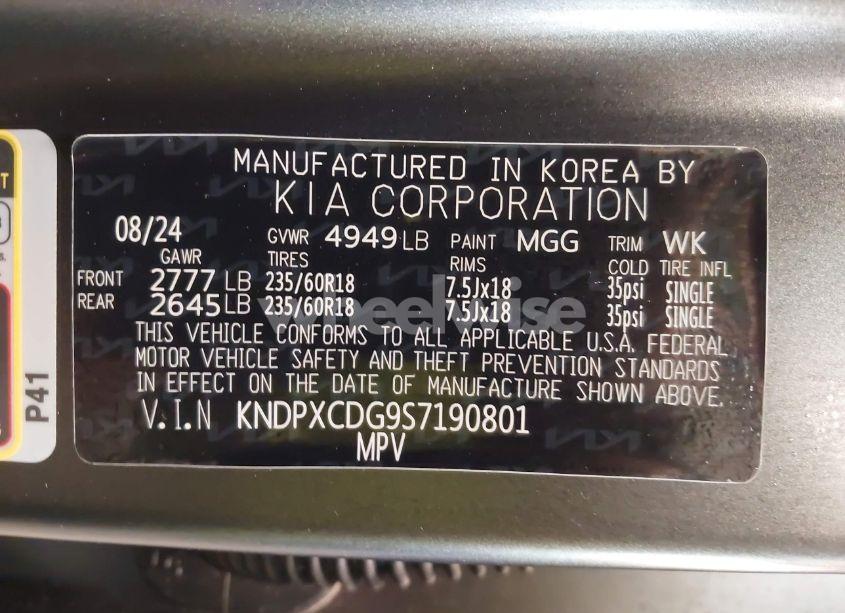 MANUFACTURED IN KOREA BY
KIA CORPORATION
08/24 GVWR 4949 LB PAINT MGG TRIM WK
GAWR TIRES RIMS COLD TIRE INFL
FRONT 2777 LB 235/60R18 7.5Jx18 35psi SINGLE
REAR 2645 LB 235/60R18 7.5Jx18 35psi SINGLE
THIS VEHICLE CONFORMS TO ALL APPLICABLE U.S.A. FEDERAL
MOTOR VEHICLE SAFETY AND THEFT PREVENTION STANDARDS
IN EFFECT ON THE DATE OF MANUFACTURE SHOWN ABOVE.
V.I.N KNDPXCDG9S7190801
MPV
P41
wheelwise